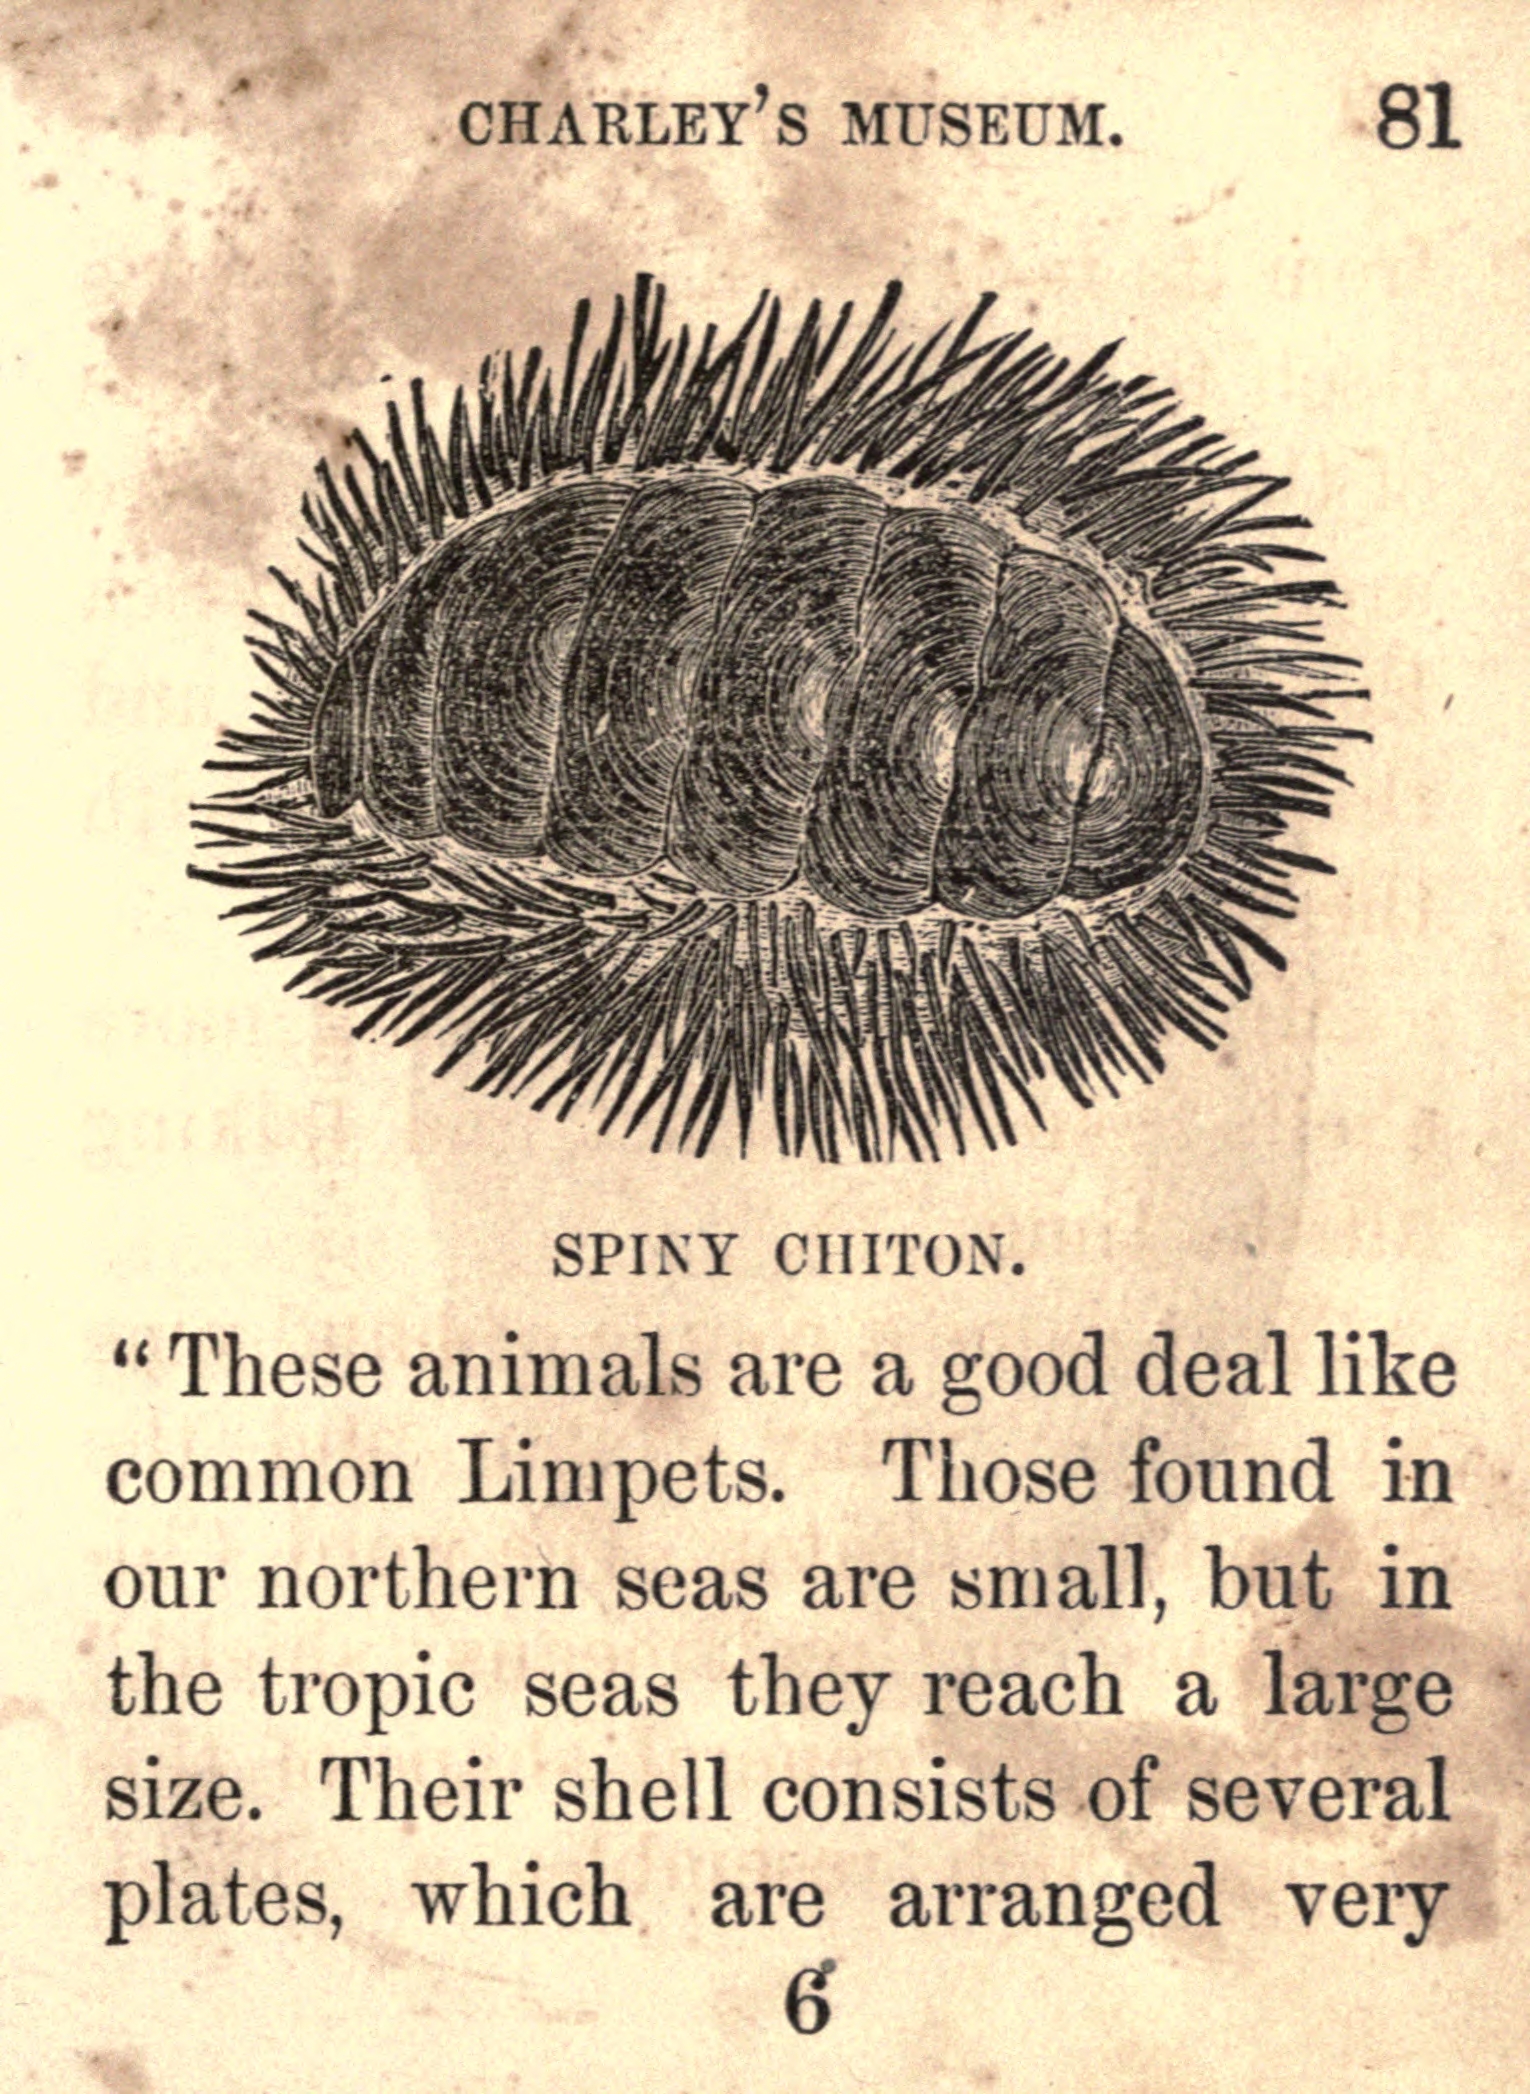 CHARLEY'S MUSEUM. 81
SPINY CHITON.
“These animals are a good deal like
common Limpets. Those found in
our northern seas are small, but in
the tropic seas they reach a large
size. Their shell consists of several
plates, which are arranged very
6